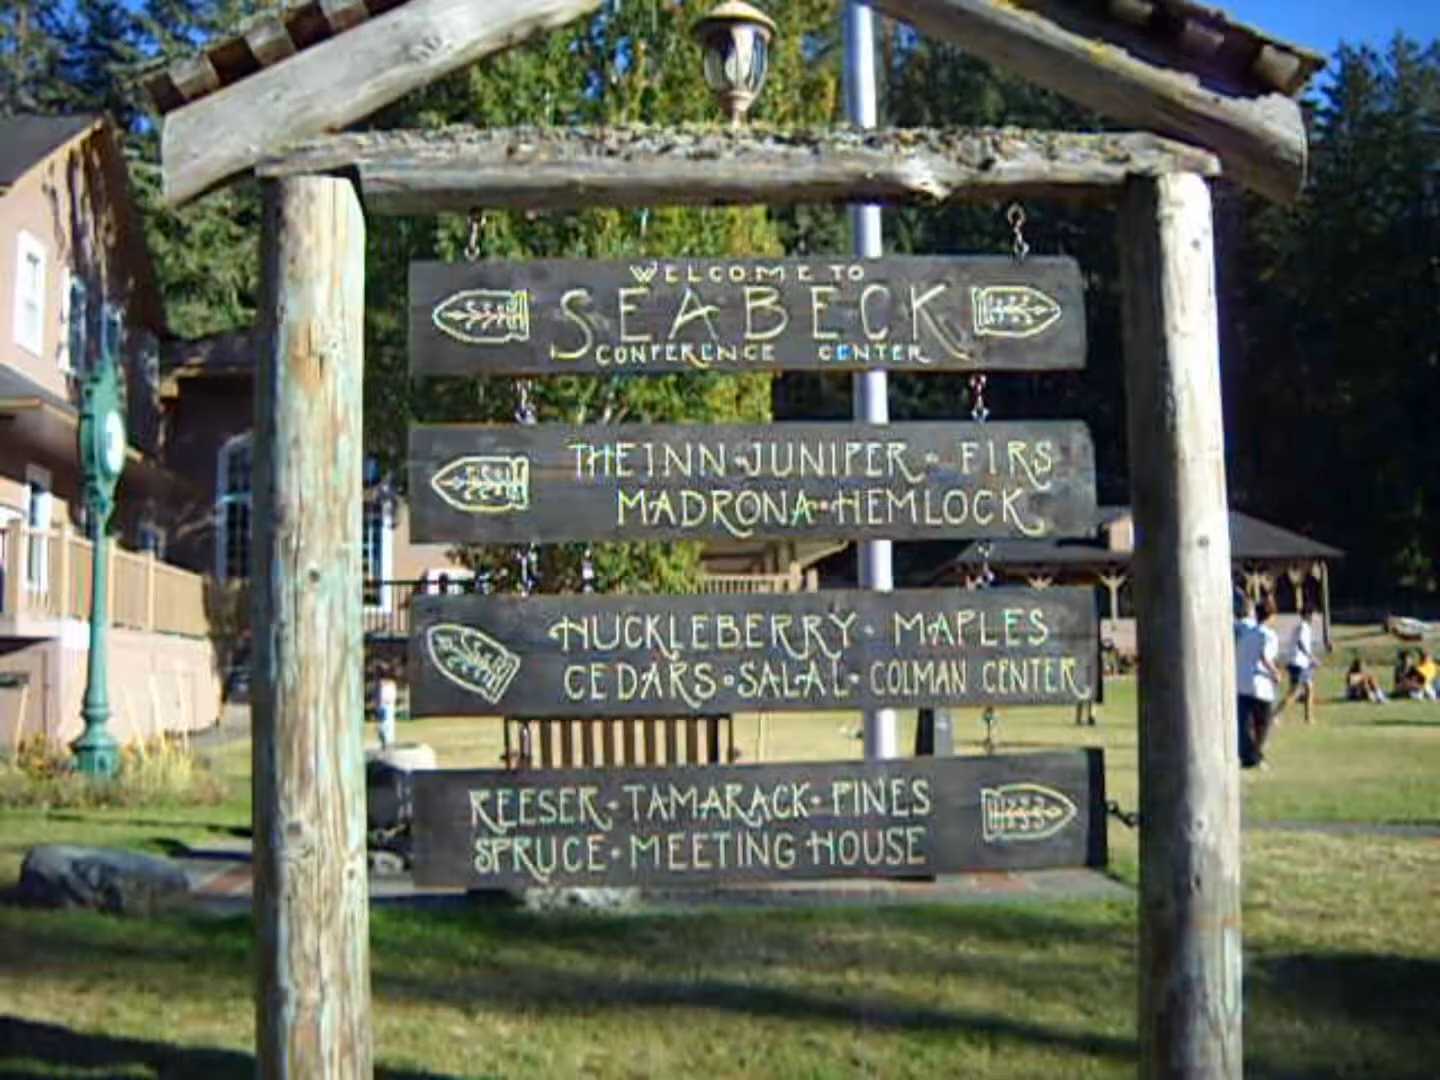 WELCOME TO
SEABECK
CONFERENCE CENTER
THE INN • JUNIPER • FIRS
MADRONA • HEMLOCK
HUCKLEBERRY • MAPLES
CEDARS • SALAL • COLMAN CENTER
REESER • TAMARACK • PINES
SPRUCE • MEETING HOUSE